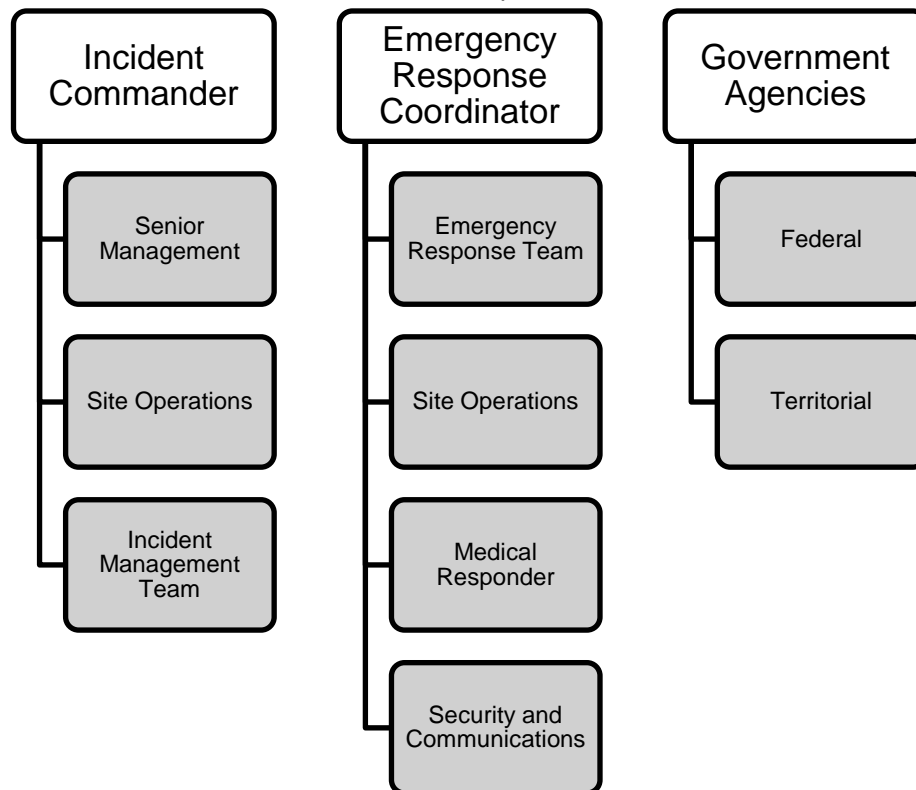 Incident
Commander
Senior
Management
Site Operations
Incident
Management
Team
Emergency
Response
Coordinator
Emergency
Response Team
Site Operations
Medical
Responder
Security and
Communications
Government
Agencies
Federal
Territorial